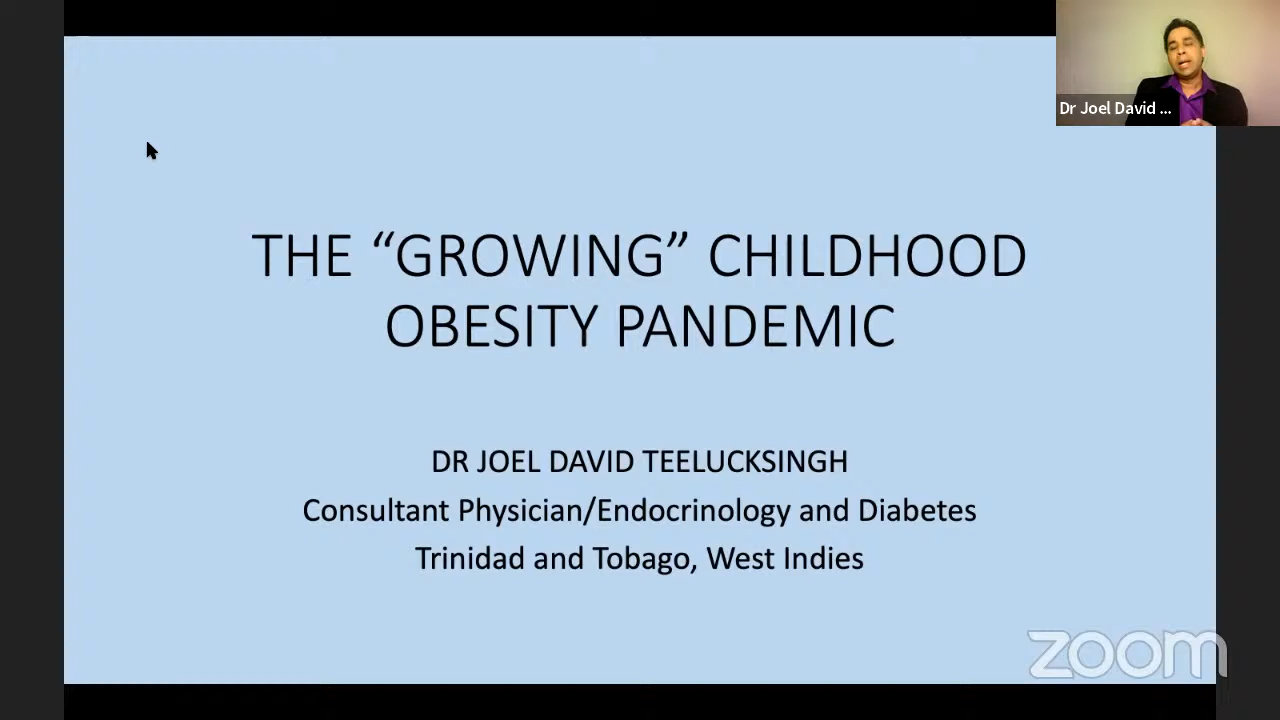 Dr Joel David ...
THE “GROWING” CHILDHOOD
OBESITY PANDEMIC
DR JOEL DAVID TEELUCKSINGH
Consultant Physician/Endocrinology and Diabetes
Trinidad and Tobago, West Indies
zoom